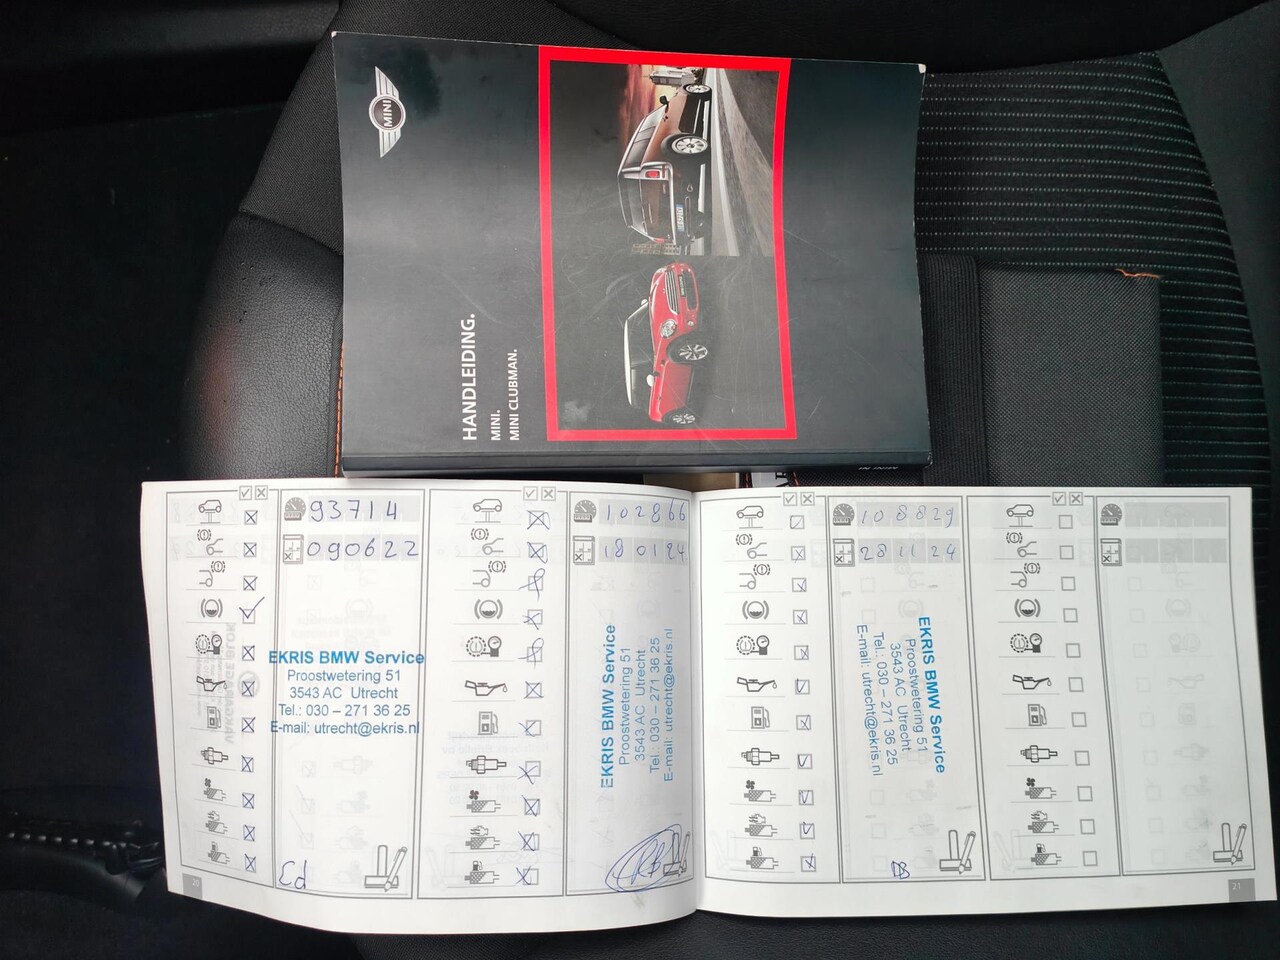 MINI
HANDLEIDING.
MINI.
MINI CLUBMAN.
93714
090622
EKRIS BMW Service
Proostwetering 51
3543 AC Utrecht
Tel.: 030 – 271 36 25
E-mail: utrecht@ekris.nl
20
102866
180124
EKRIS BMW Service
Proostwetering 51
3543 AC Utrecht
Tel.: 030 – 271 36 25
E-mail: utrecht@ekris.nl
108829
281124
EKRIS BMW Service
Proostwetering 51
3543 AC Utrecht
Tel.: 030 – 271 36 25
E-mail: utrecht@ekris.nl
21